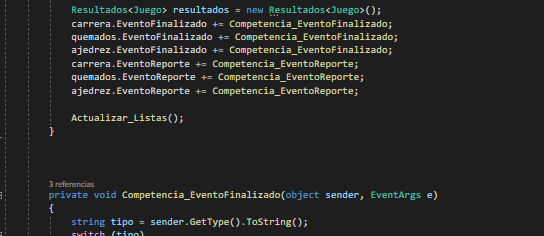 Resultados<Juego> resultados = new Resultados<Juego>();
carrera.EventoFinalizado += Competencia_EventoFinalizado;
quemados.EventoFinalizado += Competencia_EventoFinalizado;
ajedrez.EventoFinalizado += Competencia_EventoFinalizado;
carrera.EventoReporte += Competencia_EventoReporte;
quemados.EventoReporte += Competencia_EventoReporte;
ajedrez.EventoReporte += Competencia_EventoReporte;
Actualizar_Listas();
}
3 referencias
private void Competencia_EventoFinalizado(object sender, EventArgs e)
{
string tipo = sender.GetType().ToString();
switch (tipo)